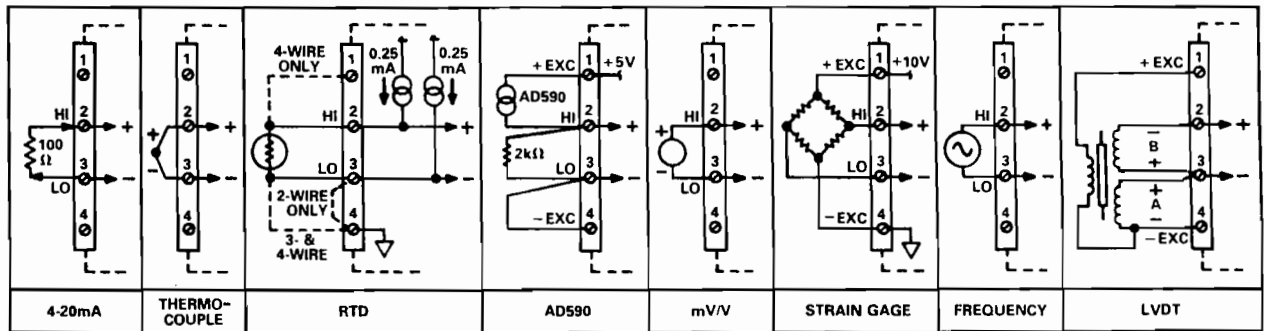 1
2
HI
100
Ω
3
LO
4
4-20mA
1
2
+
3
-
4
THERMO-
COUPLE
4-WIRE
ONLY
0.25
mA
0.25
mA
1
HI
2
+
LO
3
-
2-WIRE
ONLY
4
3- &
4-WIRE
RTD
+ EXC
1
+5V
AD590
HI
2
+
2kΩ
LO
3
-
- EXC
4
AD590
1
HI
2
+
3
LO
-
4
mV/V
+ EXC
1
+10V
HI
2
+
LO
3
-
- EXC
4
STRAIN GAGE
1
HI
2
+
3
LO
-
4
FREQUENCY
+ EXC
1
2
+
B
3
-
A
4
- EXC
LVDT